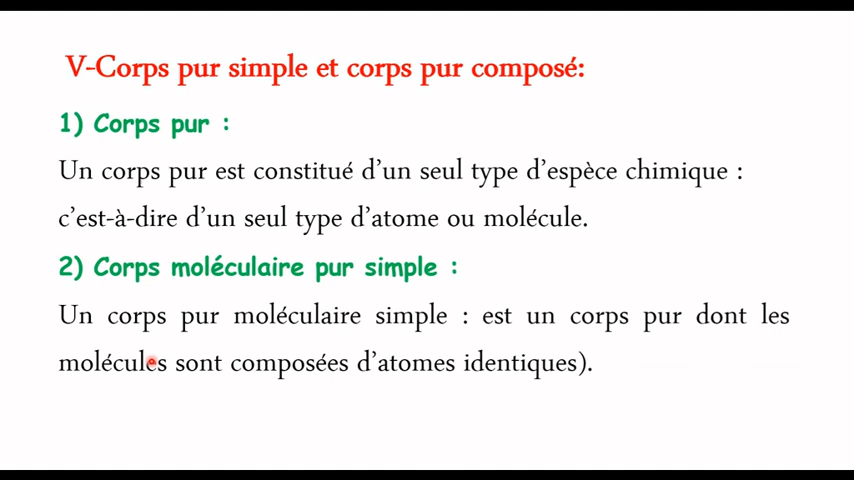 V-Corps pur simple et corps pur composé:
1) Corps pur :
Un corps pur est constitué d’un seul type d’espèce chimique :
c’est-à-dire d’un seul type d’atome ou molécule.
2) Corps moléculaire pur simple :
Un corps pur moléculaire simple : est un corps pur dont les
molécules sont composées d’atomes identiques).